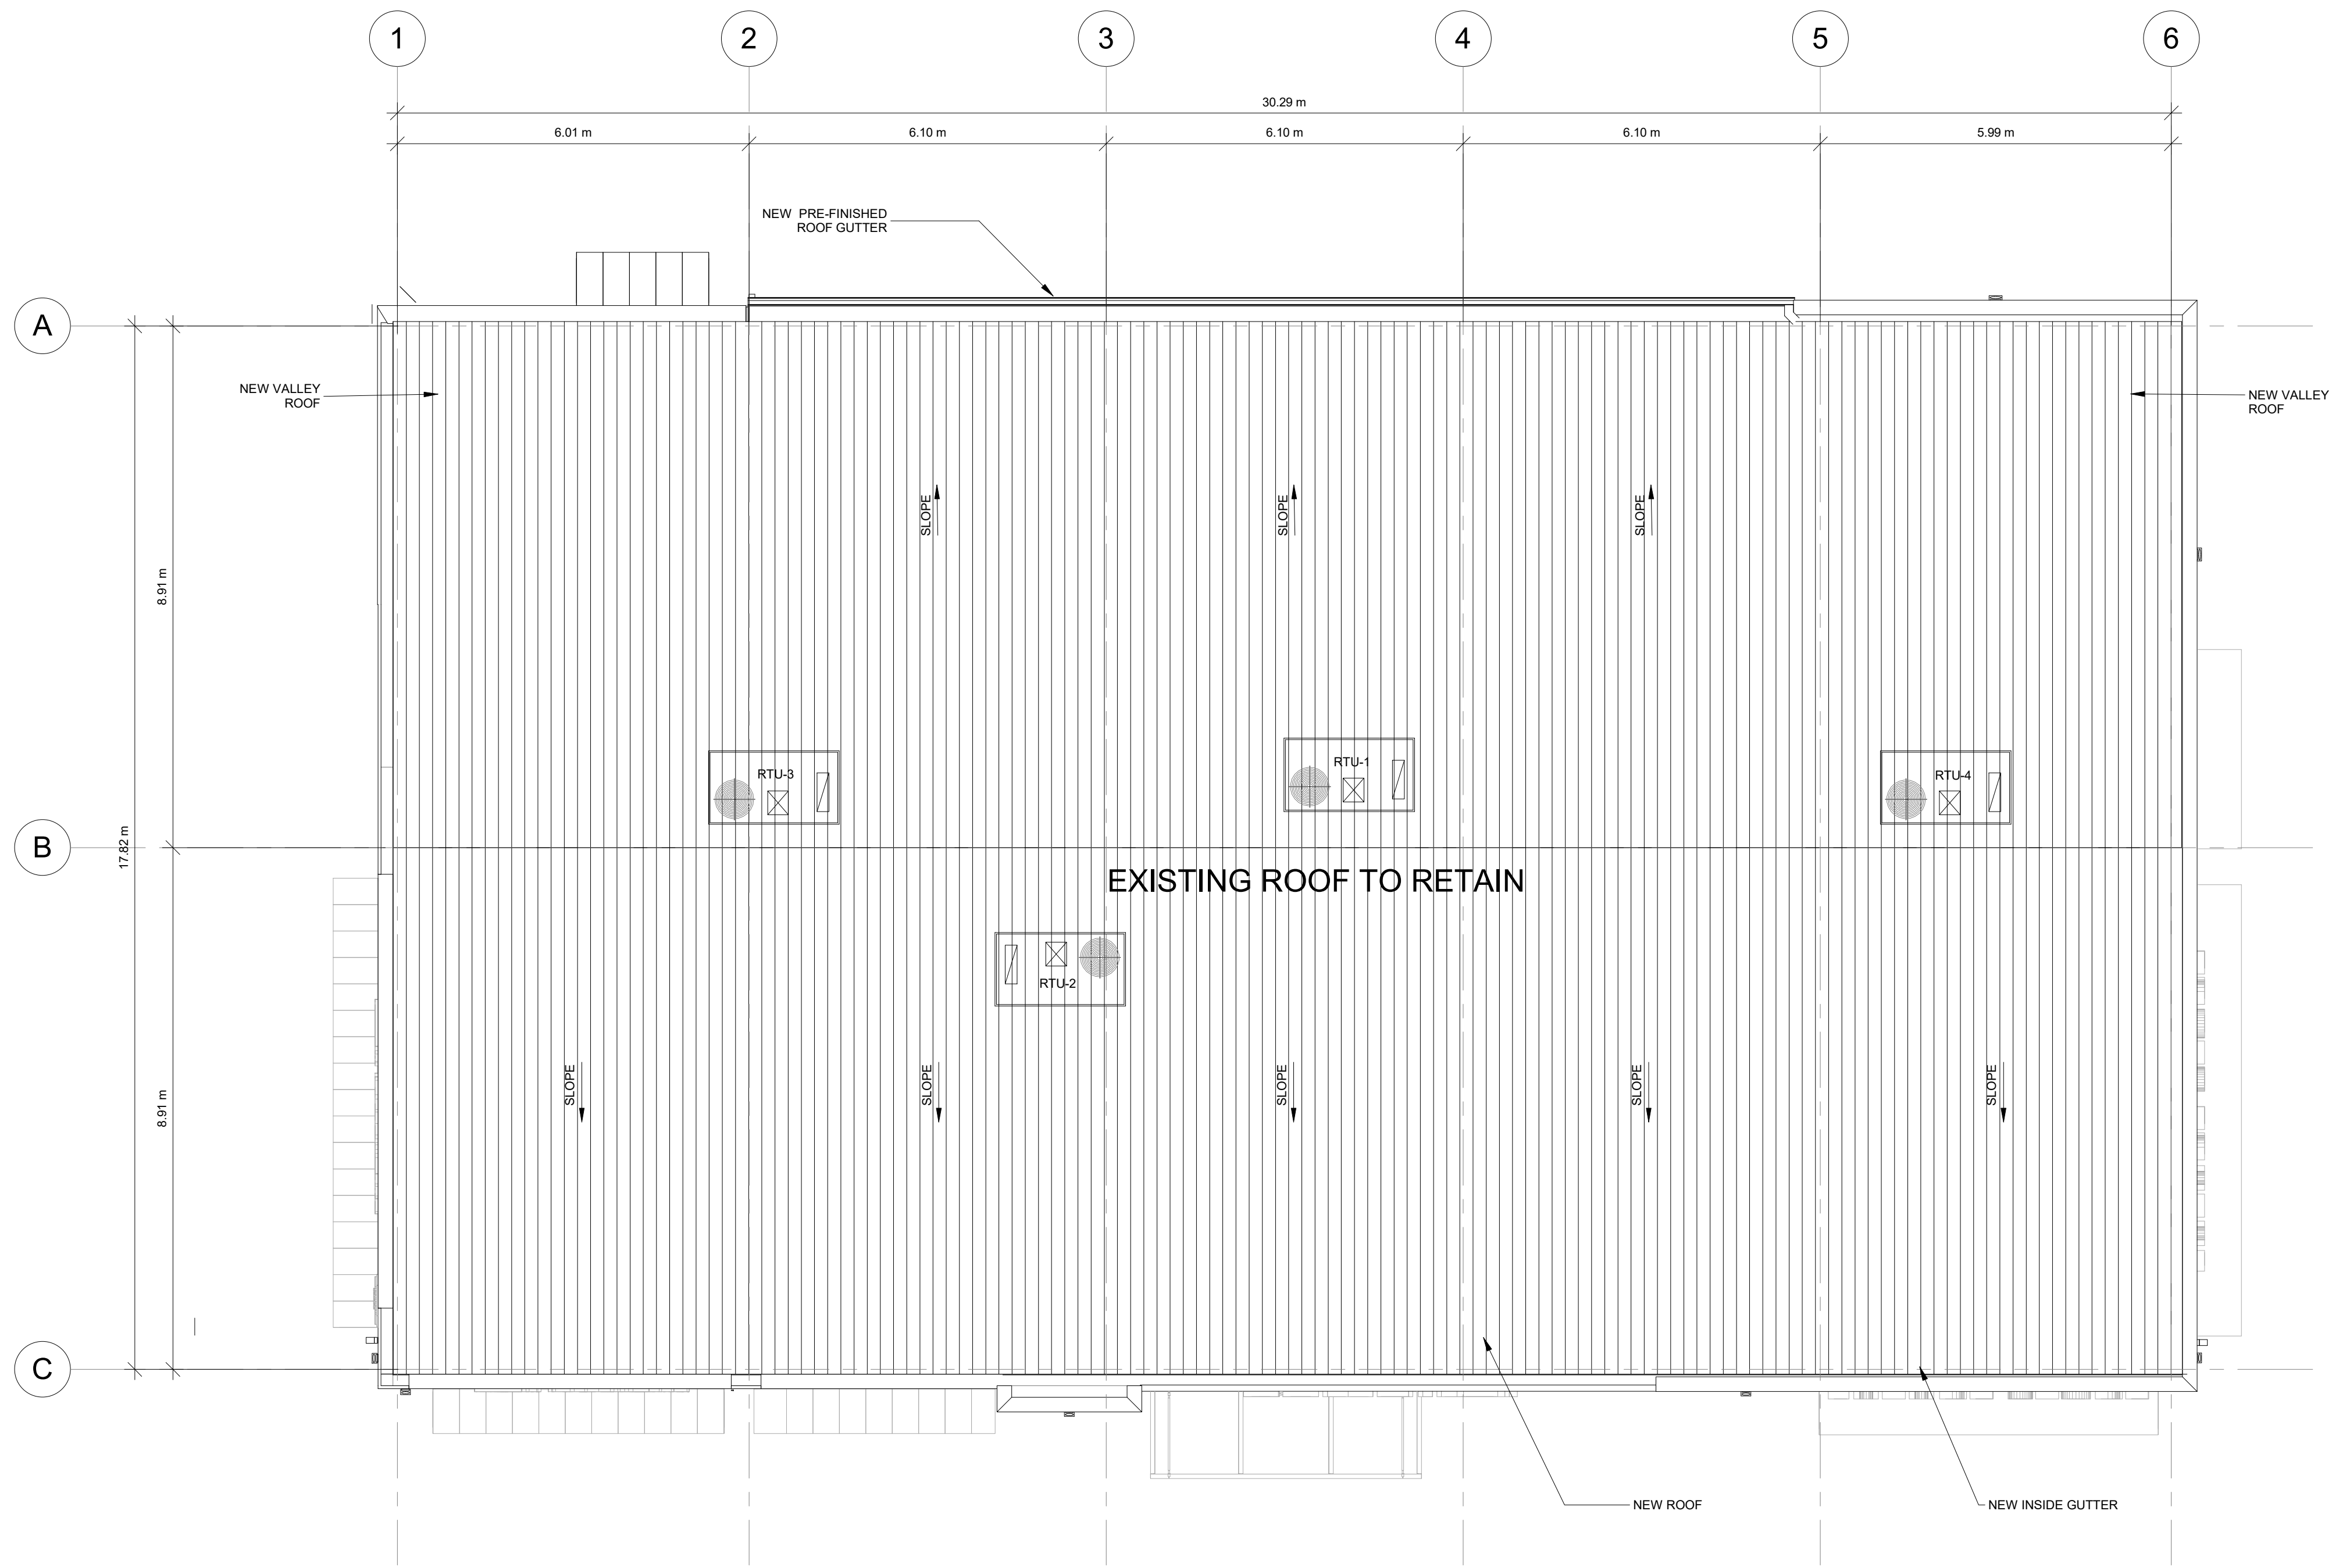 1 2 3 4 5 6
30.29 m
6.01 m 6.10 m 6.10 m 6.10 m 5.99 m
NEW PRE-FINISHED
ROOF GUTTER
A
NEW VALLEY
ROOF
NEW VALLEY
ROOF
SLOPE SLOPE SLOPE
8.91 m
RTU-3 RTU-1 RTU-4
B
17.82 m
EXISTING ROOF TO RETAIN
RTU-2
SLOPE SLOPE SLOPE SLOPE SLOPE
8.91 m
C
NEW ROOF
NEW INSIDE GUTTER